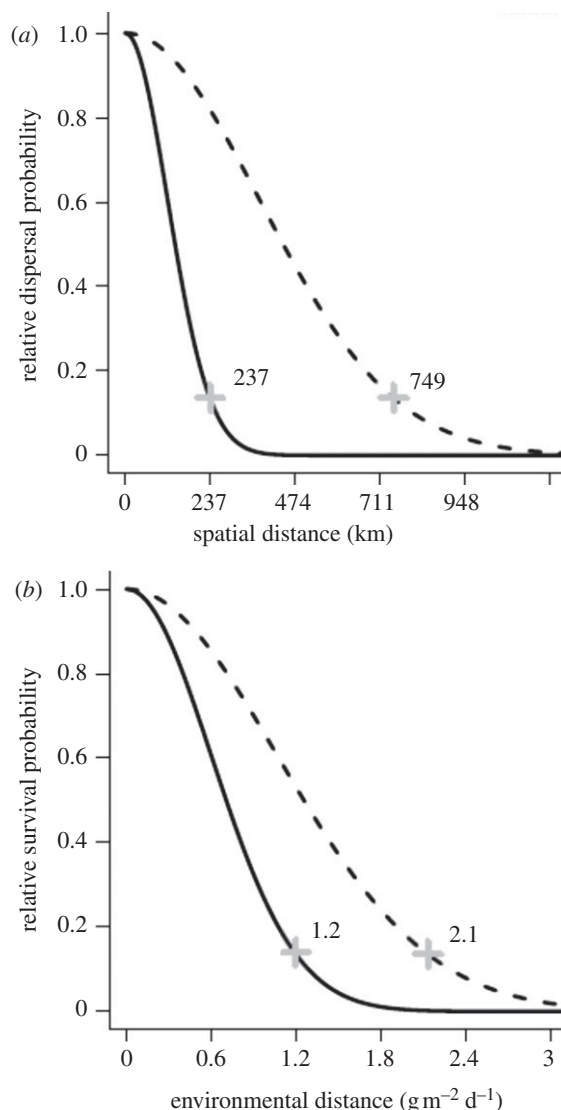 (a)
1.0
0.8
0.6
0.4
0.2
0
relative dispersal probability
237
749
0 237 474 711 948
spatial distance (km)
(b)
1.0
0.8
0.6
0.4
0.2
0
relative survival probability
1.2
2.1
0 0.6 1.2 1.8 2.4 3
environmental distance (g m⁻² d⁻¹)